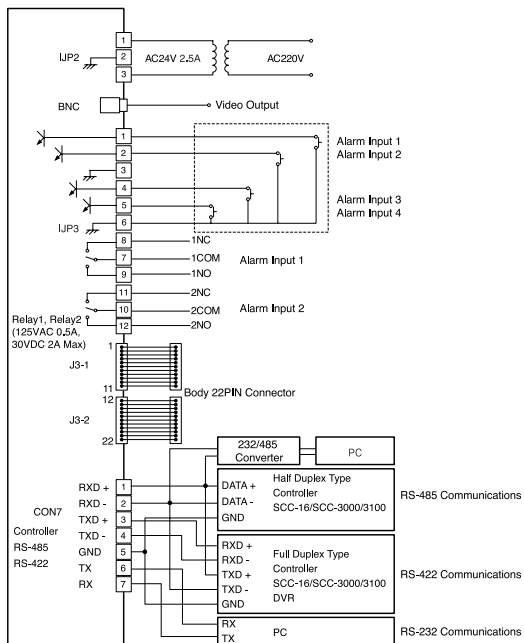 1
IJP2
2
AC24V 2.5A
AC220V
3
BNC
Video Output
1
Alarm Input 1
2
Alarm Input 2
3
4
Alarm Input 3
5
Alarm Input 4
6
IJP3
8
1NC
7
1COM
Alarm Input 1
9
1NO
11
2NC
10
2COM
Alarm Input 2
12
2NO
Relay1, Relay2
(125VAC 0.5A,
30VDC 2A Max)
1
J3-1
11
Body 22PIN Connector
12
J3-2
22
232/485
Converter
PC
CON7
Controller
RS-485
RS-422
RXD + 1
RXD - 2
TXD + 3
TXD - 4
GND 5
TX 6
RX 7
DATA +
DATA -
GND
Half Duplex Type
Controller
SCC-16/SCC-3000/3100
RS-485 Communications
RXD +
RXD -
TXD +
TXD -
GND
Full Duplex Type
Controller
SCC-16/SCC-3000/3100
DVR
RS-422 Communications
RX
TX
PC
RS-232 Communications